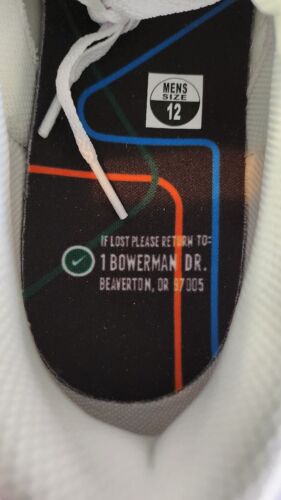 MENS
SIZE
12
IF LOST PLEASE RETURN TO:
1 BOWERMAN DR.
BEAVERTON, OR 97005